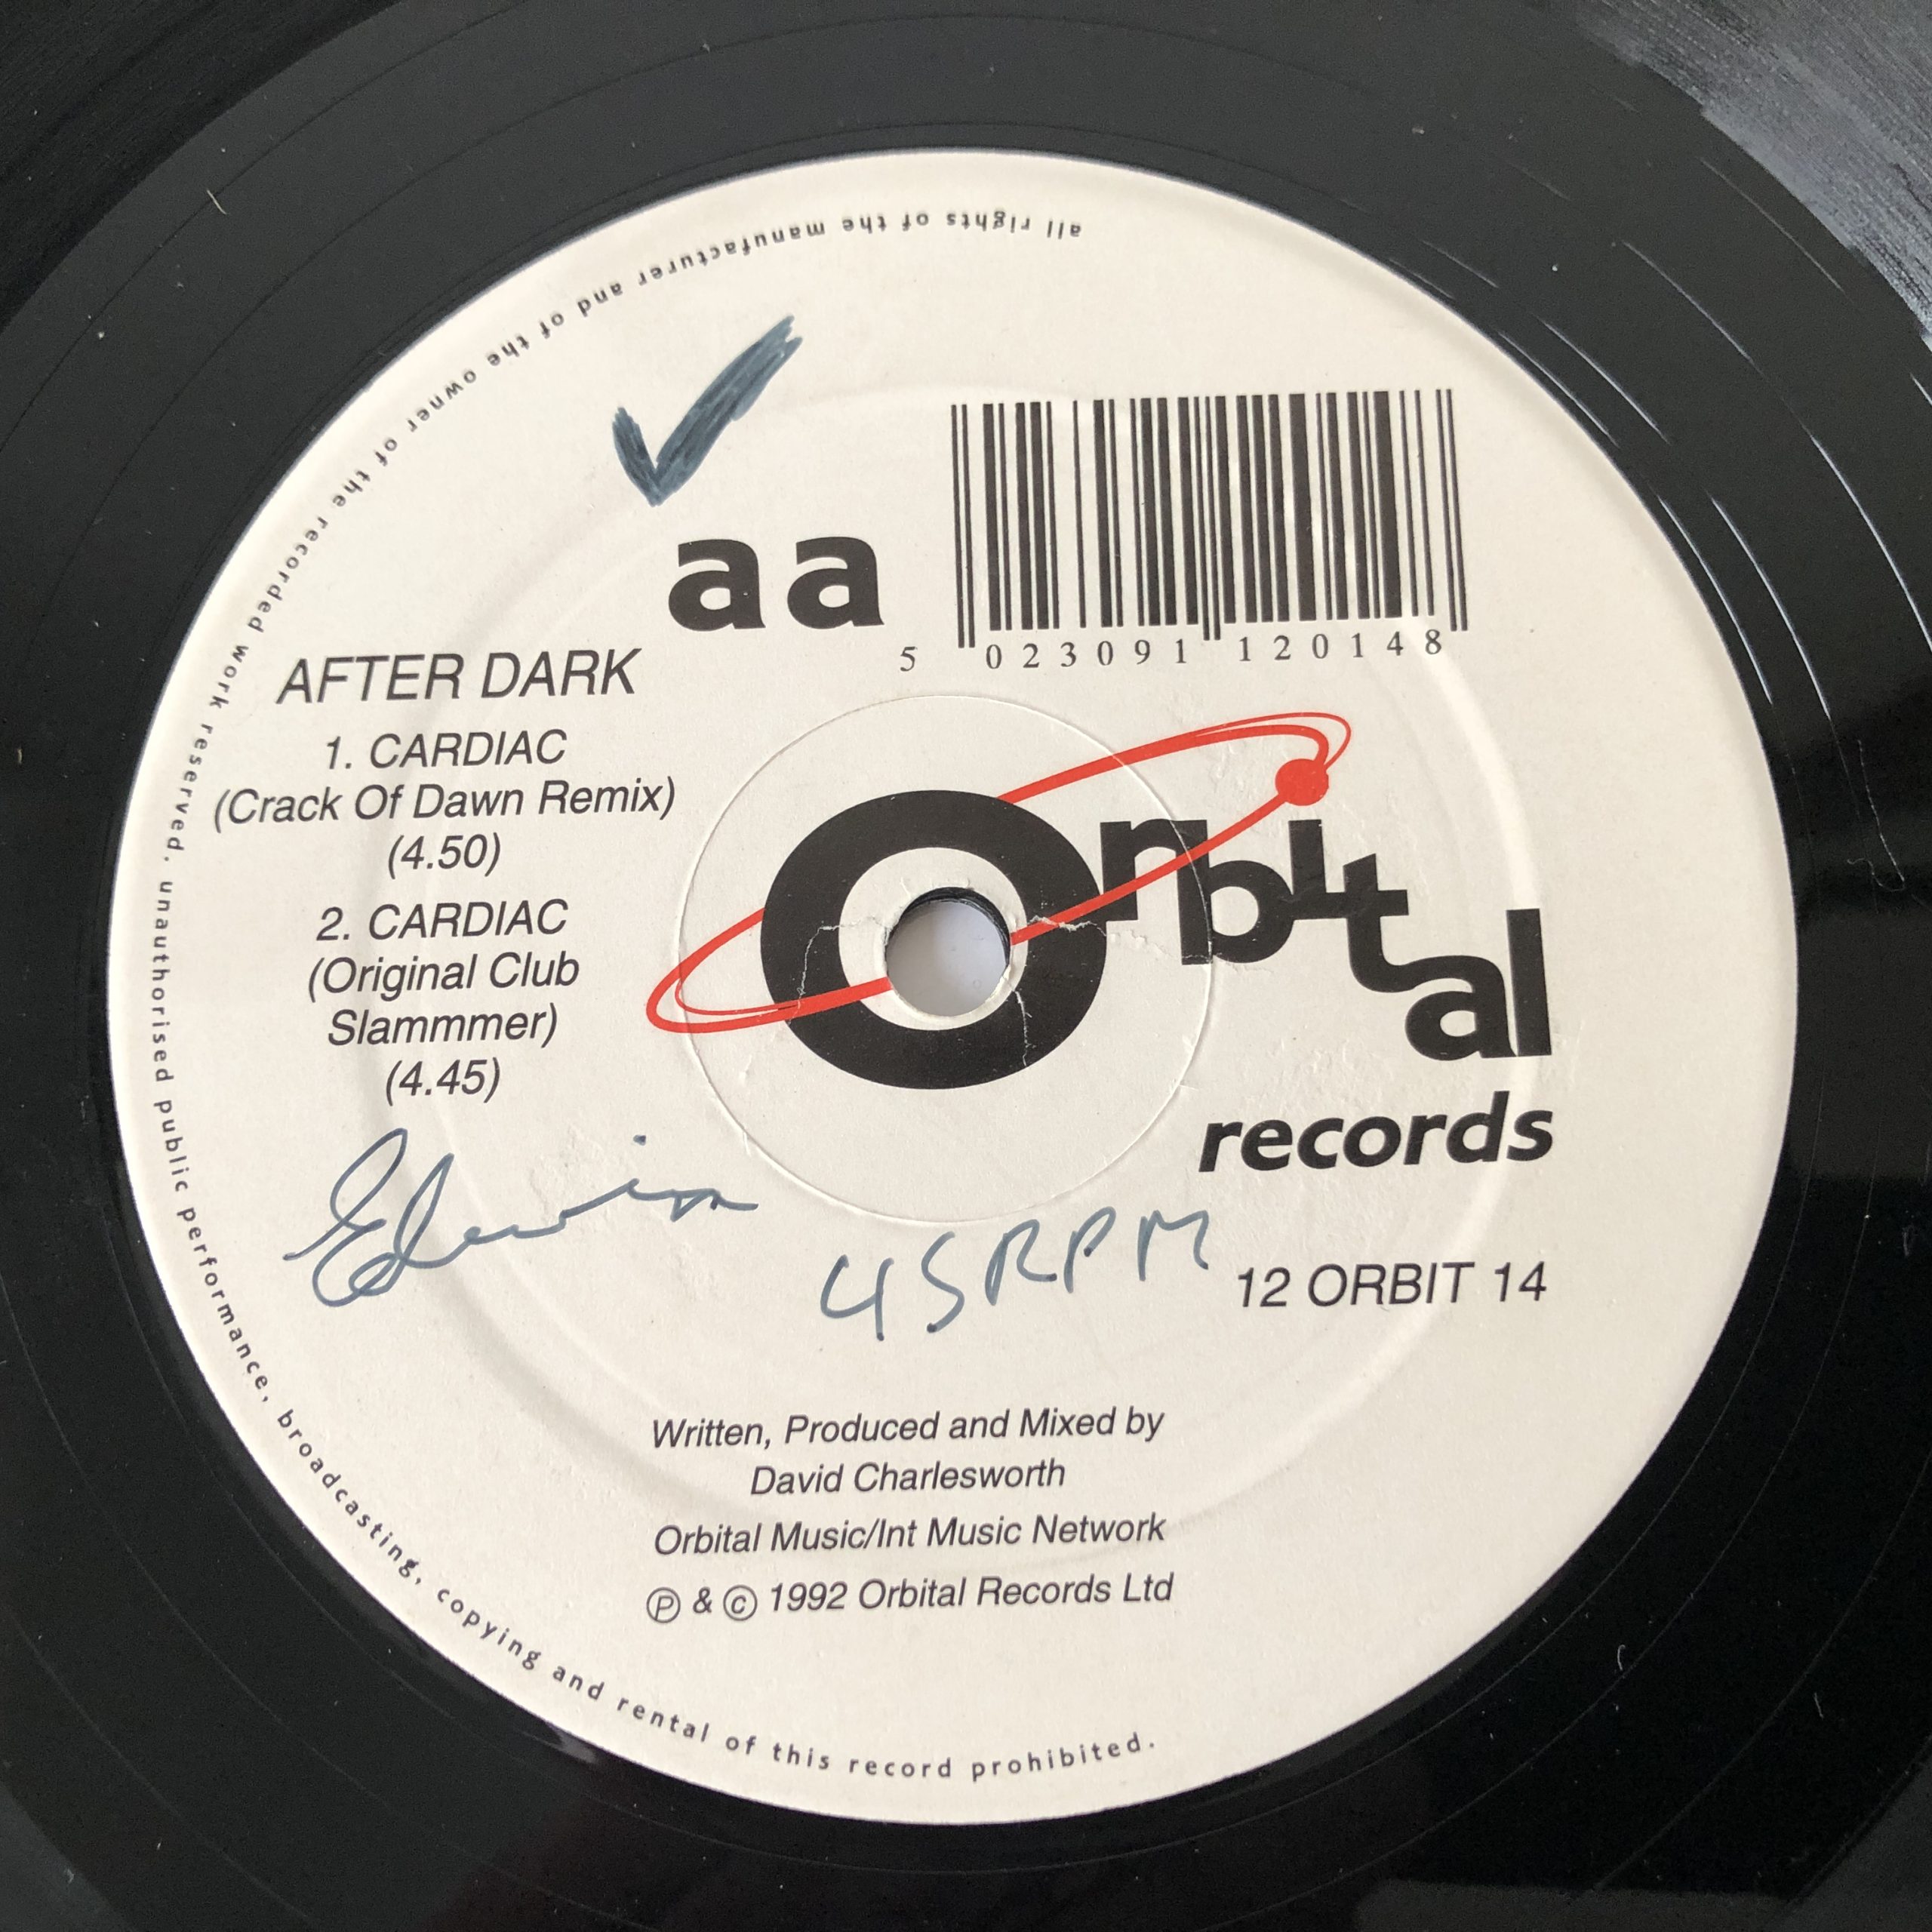 all rights of the manufacturer and of the owner of the recorded work reserved. unauthorised public performance, broadcasting, copying and rental of this record prohibited.
aa
5 023091 120148
AFTER DARK
1. CARDIAC
(Crack Of Dawn Remix)
(4.50)
2. CARDIAC
(Original Club
Slammmer)
(4.45)
Orbital
records
Edwin
45RPM
12 ORBIT 14
Written, Produced and Mixed by
David Charlesworth
Orbital Music/Int Music Network
Ⓟ & © 1992 Orbital Records Ltd